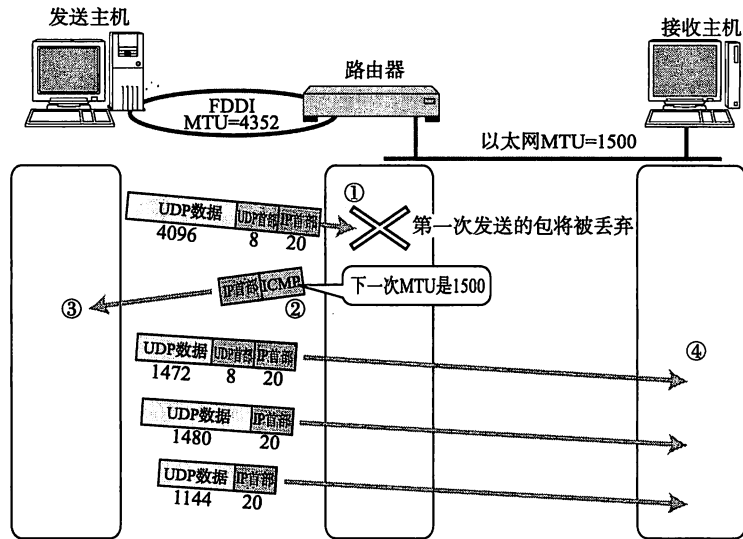 发送主机
接收主机
路由器
FDDI
MTU=4352
以太网MTU=1500
①
UDP数据 UDP首部 IP首部
4096 8 20
第一次发送的包将被丢弃
IP首部 ICMP
下一次MTU是1500
②
③
④
UDP数据 UDP首部 IP首部
1472 8 20
UDP数据 IP首部
1480 20
UDP数据 IP首部
1144 20